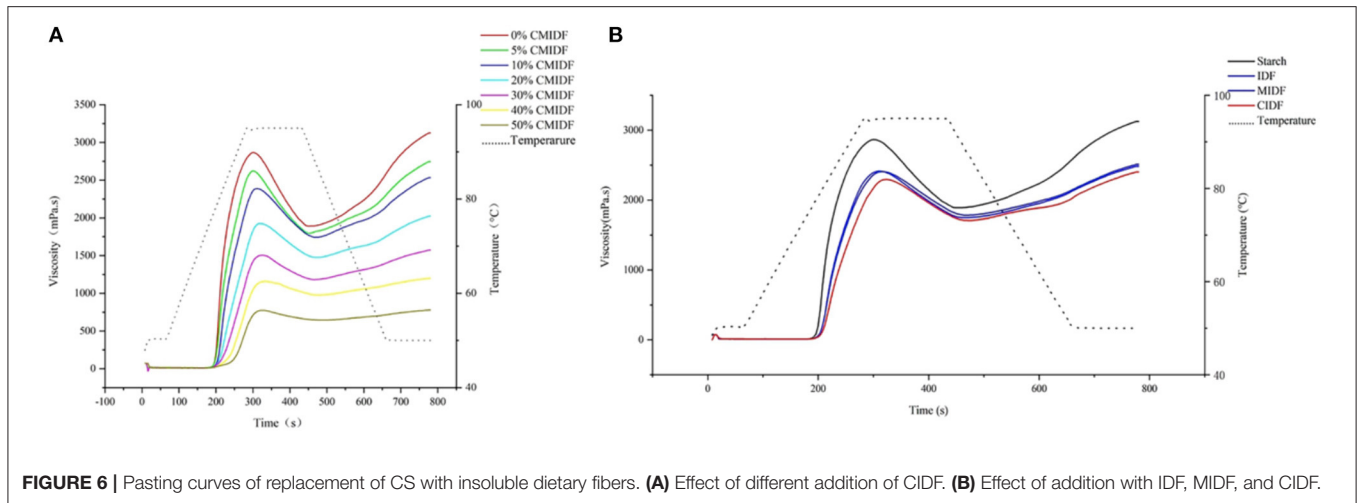 A
0% CMIDF
5% CMIDF
10% CMIDF
20% CMIDF
30% CMIDF
40% CMIDF
50% CMIDF
Temperarure
3500
3000
2500
2000
1500
1000
500
0
Viscosity (mPa.s)
100
80
60
40
Temperature (°C)
-100 0 100 200 300 400 500 600 700 800
Time (s)
B
Starch
IDF
MIDF
CIDF
Temperature
3000
2000
1000
0
Viscosity(mPa.s)
100
80
60
40
Temperature (°C)
0 200 400 600 800
Time (s)
FIGURE 6 | Pasting curves of replacement of CS with insoluble dietary fibers. (A) Effect of different addition of CIDF. (B) Effect of addition with IDF, MIDF, and CIDF.